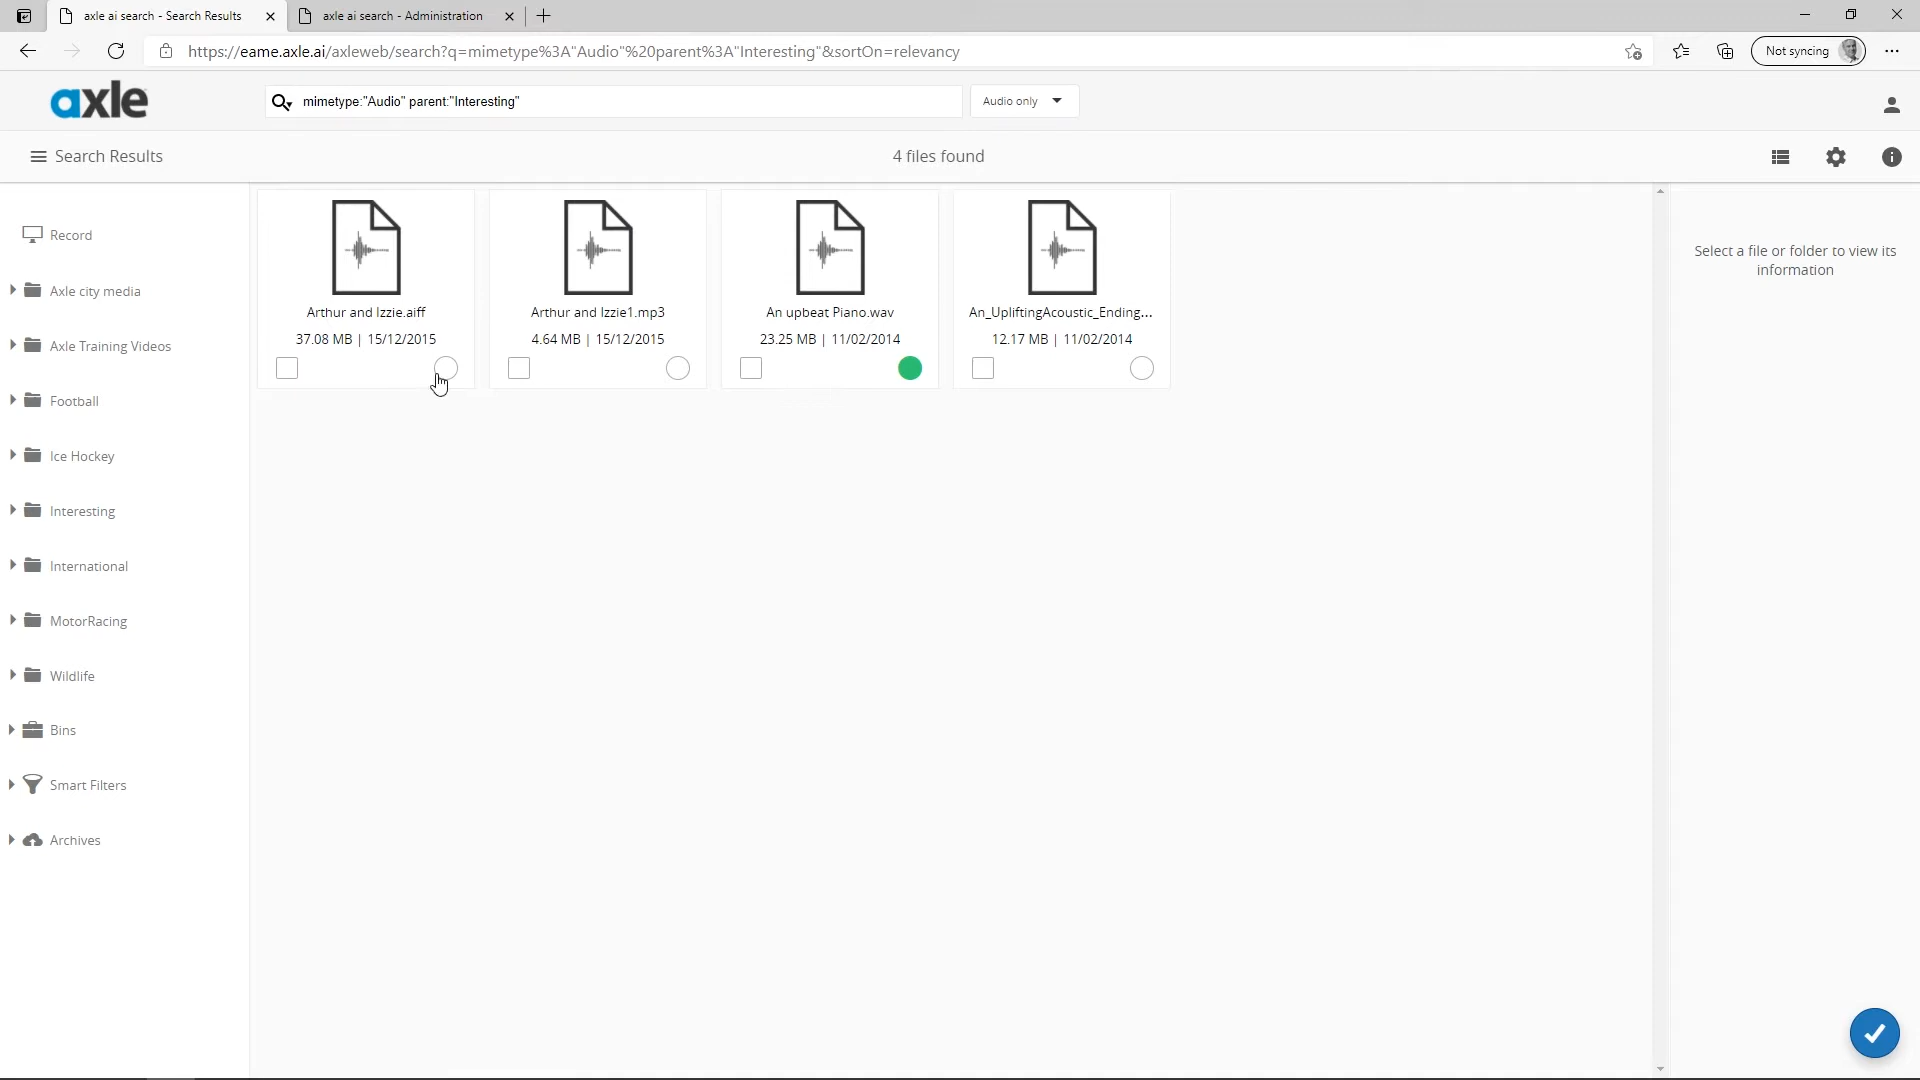 axle ai search - Search Results
axle ai search - Administration
https://eame.axle.ai/axleweb/search?q=mimetype%3A"Audio"%20parent%3A"Interesting"&sortOn=relevancy
Not syncing
axle
mimetype:"Audio" parent:"Interesting"
Audio only
Search Results
4 files found
Record
Axle city media
Axle Training Videos
Football
Ice Hockey
Interesting
International
MotorRacing
Wildlife
Bins
Smart Filters
Archives
Arthur and Izzie.aiff
37.08 MB | 15/12/2015
Arthur and Izzie1.mp3
4.64 MB | 15/12/2015
An upbeat Piano.wav
23.25 MB | 11/02/2014
An_UpliftingAcoustic_Ending...
12.17 MB | 11/02/2014
Select a file or folder to view its
information